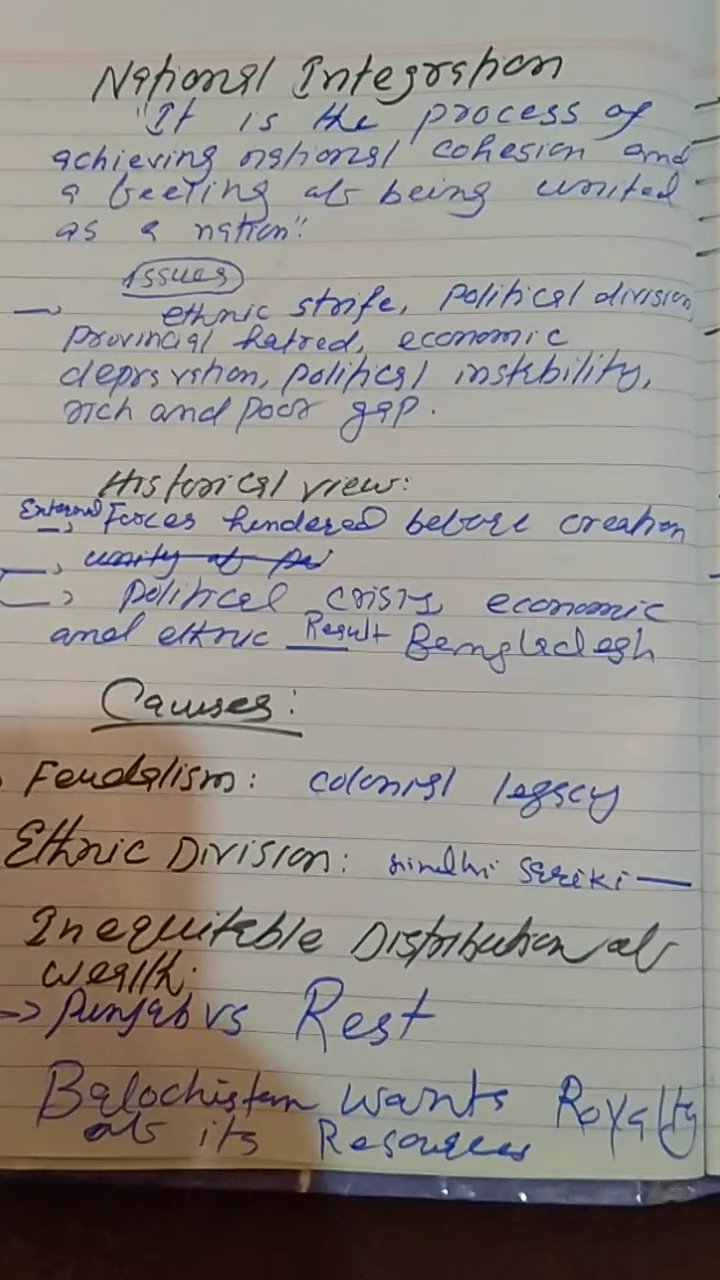 National Integration
"It is the process of
achieving national cohesion and
a feeling of being united
as a nation".
Issues
→ ethnic strife, Political division,
Provincial hatred, economic
deprivation, political instability,
rich and poor gap.
Historical view:
External Forces hendered before creation
→ unity of
→ Political crisis, economic
and ethnic Result Bangladesh
Causes:
Feudalism: colonial legacy
Ethnic Division: sindhi Sariki —
Inequitable Distribution of
wealth:
→ Punjab vs Rest
Balochistan wants Royalty
of its Resources